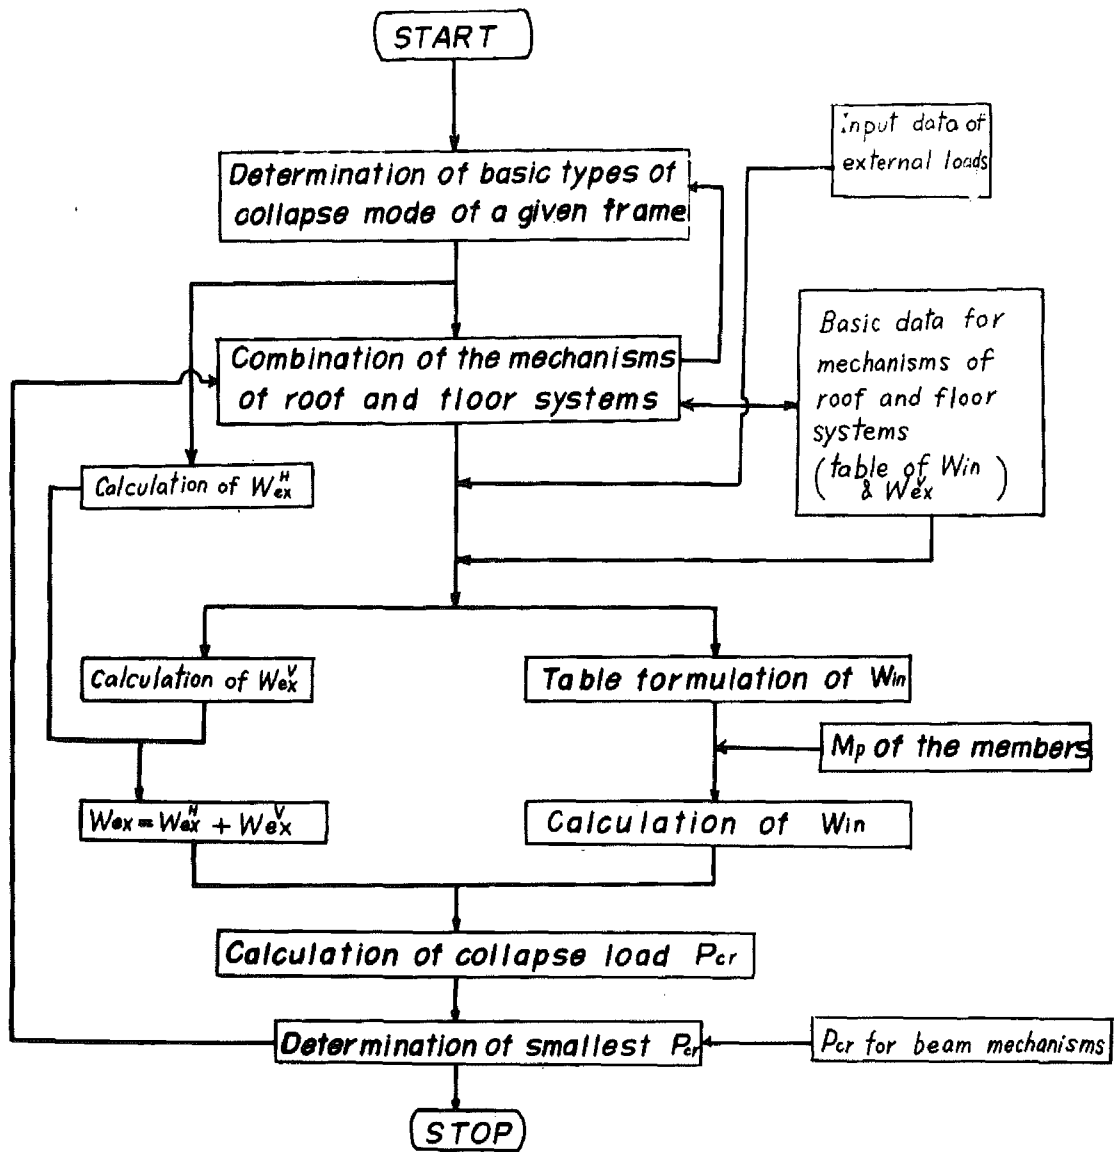 START
Input data of
external loads
Determination of basic types of
collapse mode of a given frame
Basic data for
mechanisms of
roof and floor
systems
(table of Win
& Wex^V)
Combination of the mechanisms
of roof and floor systems
Calculation of Wex^H
Calculation of Wex^V
Table formulation of Win
Mp of the members
Wex = Wex^H + Wex^V
Calculation of Win
Calculation of collapse load Pcr
Determination of smallest Pcr
Pcr for beam mechanisms
STOP